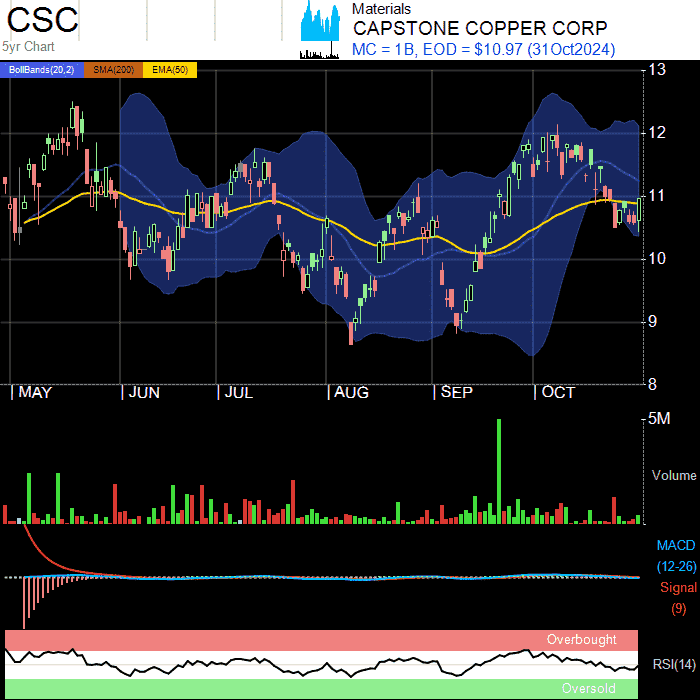 CSC
5yr Chart
Materials
CAPSTONE COPPER CORP
MC = 1B, EOD = $10.97 (31Oct2024)
BollBands(20,2) SMA(200) EMA(50)
13
12
11
10
9
8
MAY JUN JUL AUG SEP OCT
5M
Volume
MACD
(12-26)
Signal
(9)
Overbought
RSI(14)
Oversold